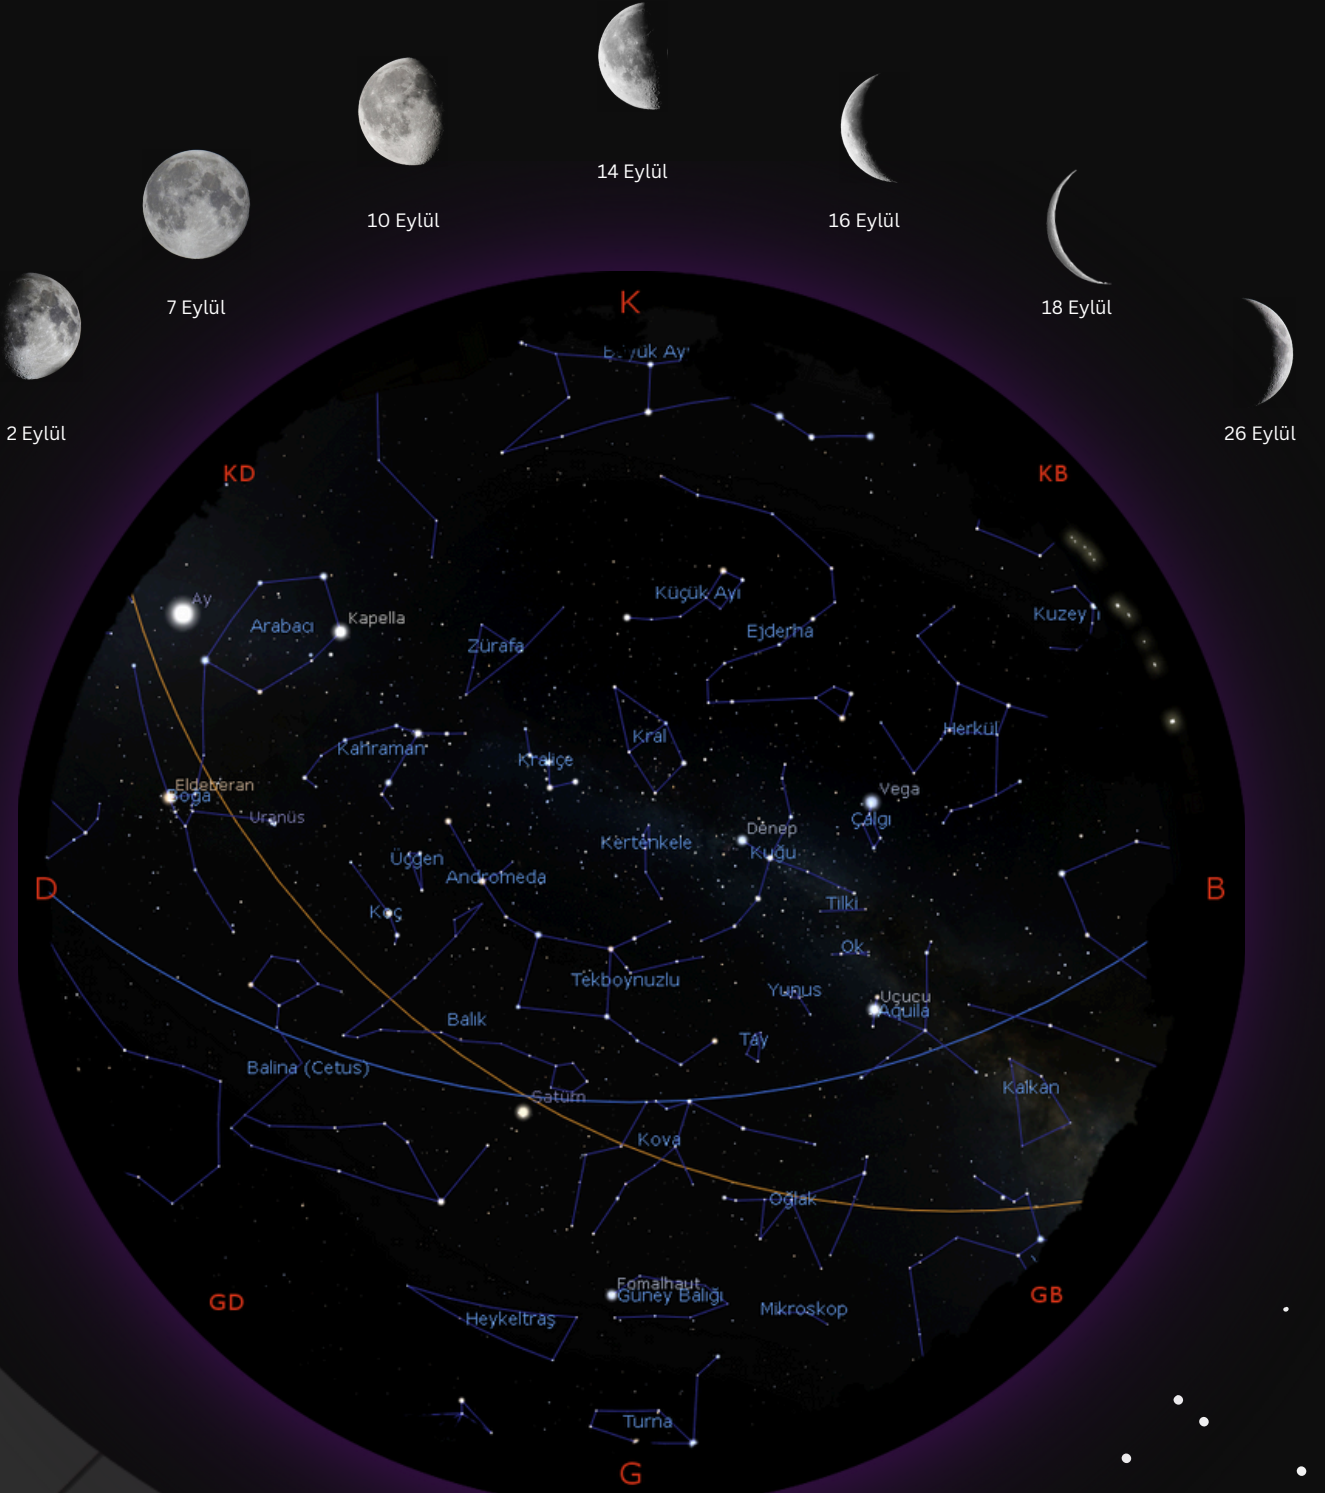 14 Eylül
10 Eylül
16 Eylül
7 Eylül
18 Eylül
2 Eylül
26 Eylül
K
KD
KB
Küçük Ayı
Ay
Arabacı
Kapella
Zürafa
Ejderha
Kuzey
Kahraman
Kral
Herkül
Kraliçe
Eldeberan
Boğa
Uranüs
Vega
Çalgı
Denep
Kertenkele
Kuğu
Üçgen
Andromeda
D
B
Koç
Tilki
Ok
Tekboynuzlu
Yunus
Uçucu
Aquila
Balık
Tay
Balina (Cetus)
Kalkan
Satürn
Kova
Oğlak
GD
GB
Fomalhaut
Güney Balığı
Mikroskop
Heykeltraş
Turna
G